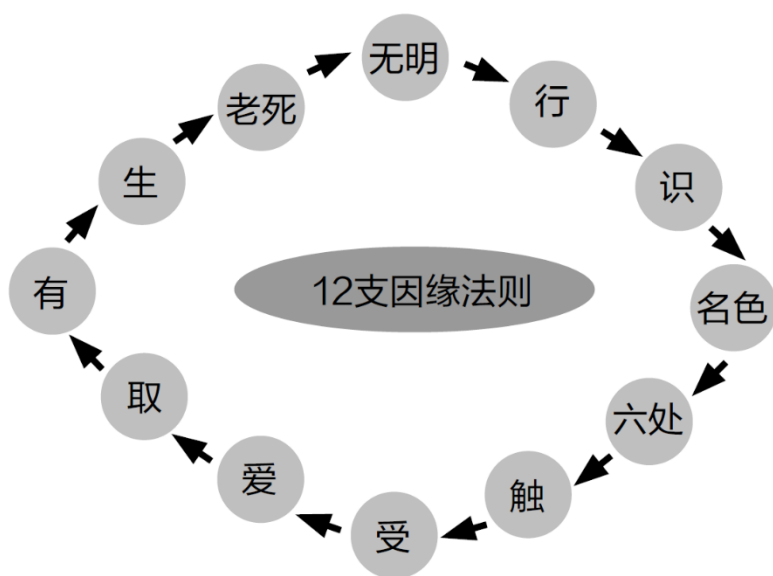 无明
行
识
名色
六处
触
受
爱
取
有
生
老死
12支因缘法则